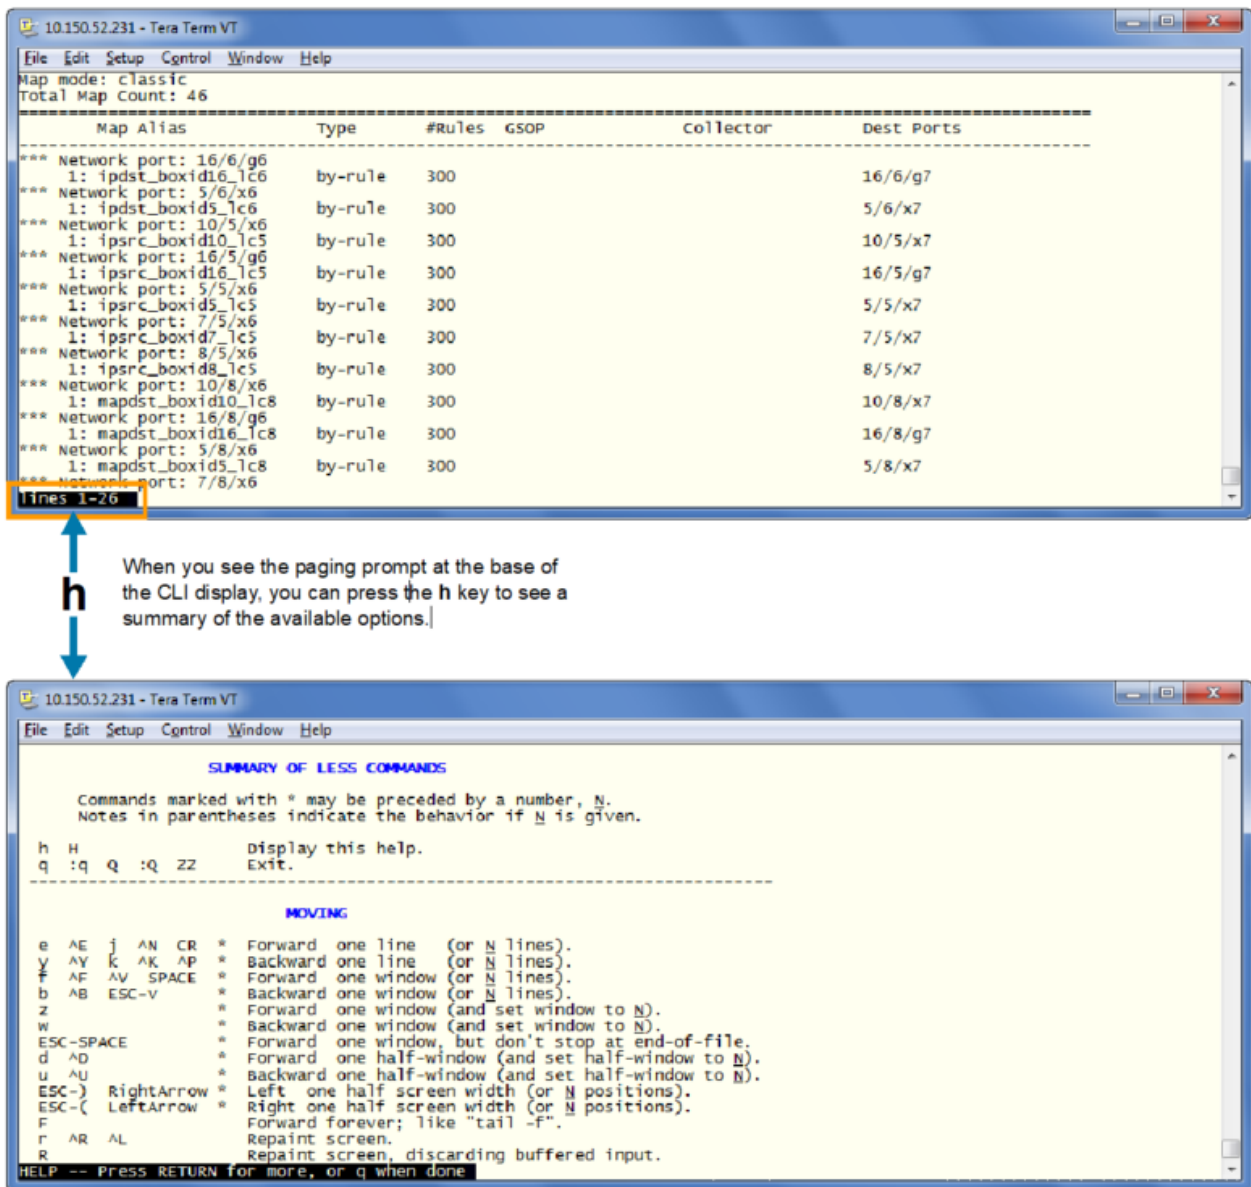 10.150.52.231 - Tera Term VT
File Edit Setup Control Window Help
Map mode: classic
Total Map Count: 46
Map Alias Type #Rules GSOP Collector Dest Ports
*** Network port: 16/6/g6
1: ipdst_boxid16_lc6 by-rule 300 16/6/g7
*** Network port: 5/6/x6
1: ipdst_boxid5_lc6 by-rule 300 5/6/x7
*** Network port: 10/5/x6
1: ipsrc_boxid10_lc5 by-rule 300 10/5/x7
*** Network port: 16/5/g6
1: ipsrc_boxid16_lc5 by-rule 300 16/5/g7
*** Network port: 5/5/x6
1: ipsrc_boxid5_lc5 by-rule 300 5/5/x7
*** Network port: 7/5/x6
1: ipsrc_boxid7_lc5 by-rule 300 7/5/x7
*** Network port: 8/5/x6
1: ipsrc_boxid8_lc5 by-rule 300 8/5/x7
*** Network port: 10/8/x6
1: mapdst_boxid10_lc8 by-rule 300 10/8/x7
*** Network port: 16/8/g6
1: mapdst_boxid16_lc8 by-rule 300 16/8/g7
*** Network port: 5/8/x6
1: mapdst_boxid5_lc8 by-rule 300 5/8/x7
*** Network port: 7/8/x6
lines 1-26
h
When you see the paging prompt at the base of
the CLI display, you can press the h key to see a
summary of the available options.
10.150.52.231 - Tera Term VT
File Edit Setup Control Window Help
SUMMARY OF LESS COMMANDS
Commands marked with * may be preceded by a number, N.
Notes in parentheses indicate the behavior if N is given.
h H Display this help.
q :q Q :Q ZZ Exit.
MOVING
e ^E j ^N CR * Forward one line (or N lines).
y ^Y k ^K ^P * Backward one line (or N lines).
f ^F ^V SPACE * Forward one window (or N lines).
b ^B ESC-v * Backward one window (or N lines).
z * Forward one window (and set window to N).
w * Backward one window (and set window to N).
ESC-SPACE * Forward one window, but don't stop at end-of-file.
d ^D * Forward one half-window (and set half-window to N).
u ^U * Backward one half-window (and set half-window to N).
ESC-) RightArrow * Left one half screen width (or N positions).
ESC-( LeftArrow * Right one half screen width (or N positions).
F Forward forever; like "tail -f".
r ^R ^L Repaint screen.
R Repaint screen, discarding buffered input.
HELP -- Press RETURN for more, or q when done